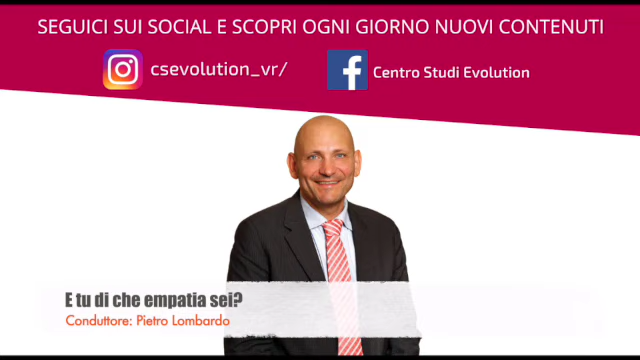 SEGUICI SUI SOCIAL E SCOPRI OGNI GIORNO NUOVI CONTENUTI
csevolution_vr/ Centro Studi Evolution
E tu di che empatia sei?
Conduttore: Pietro Lombardo